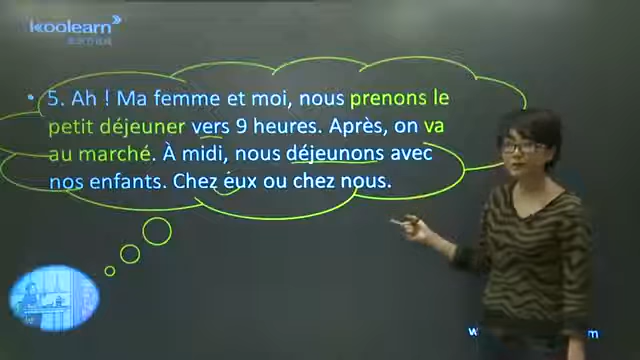 koolearn
• 5. Ah ! Ma femme et moi, nous prenons le
petit déjeuner vers 9 heures. Après, on va
au marché. À midi, nous déjeunons avec
nos enfants. Chez eux ou chez nous.
w
m